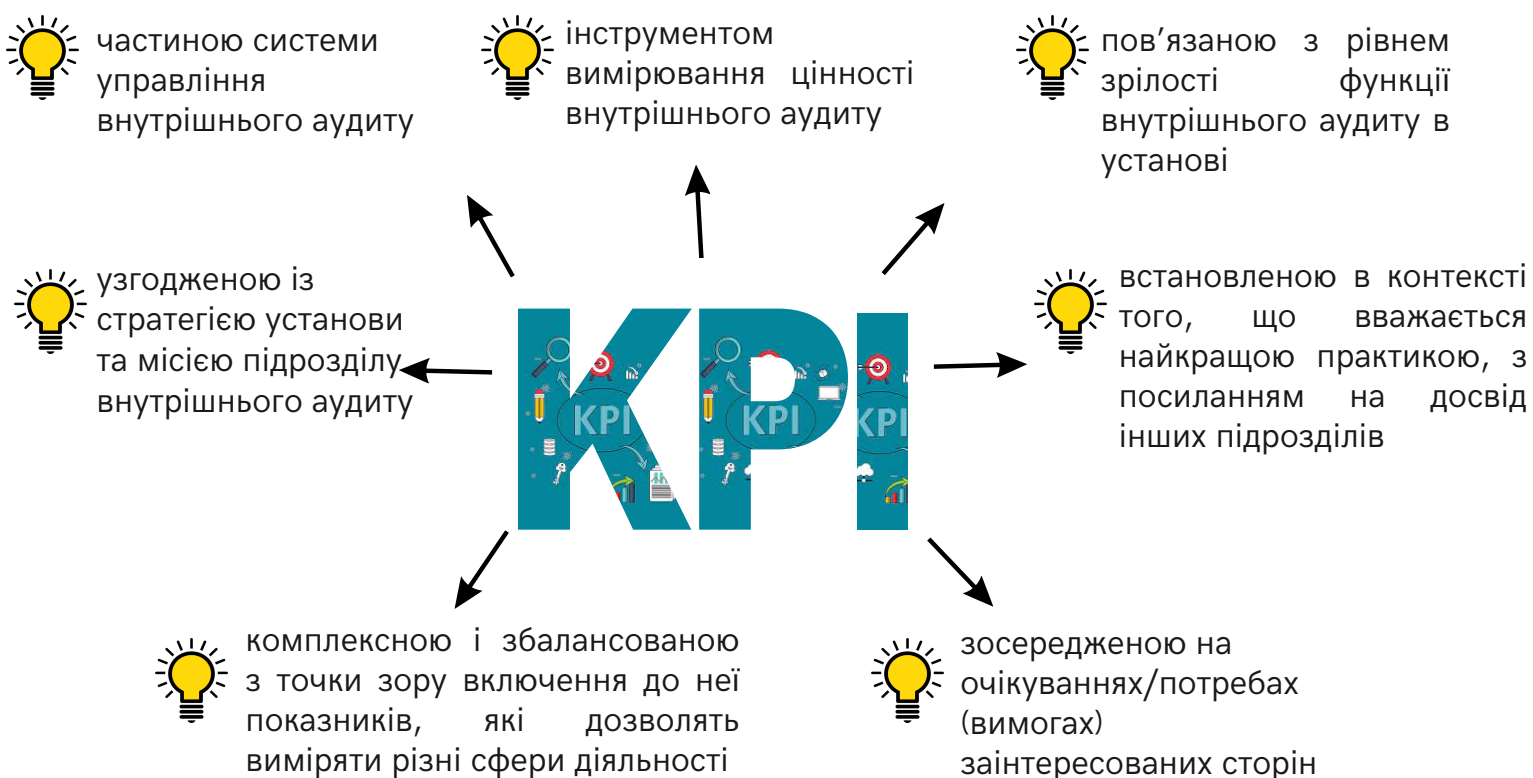 частиною системи
управління
внутрішнього аудиту
інструментом
вимірювання цінності
внутрішнього аудиту
пов’язаною з рівнем
зрілості функції
внутрішнього аудиту в
установі
узгодженою із
стратегією установи
та місією підрозділу
внутрішнього аудиту
KPI
KPI
KPI
KPI
встановленою в контексті
того, що вважається
найкращою практикою, з
посиланням на досвід
інших підрозділів
комплексною і збалансованою
з точки зору включення до неї
показників, які дозволять
виміряти різні сфери діяльності
зосередженою на
очікуваннях/потребах
(вимогах)
заінтересованих сторін